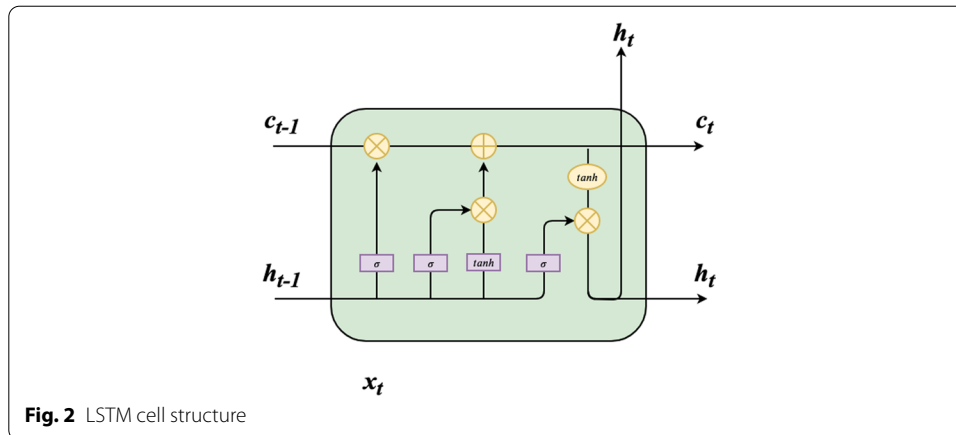 h_t
c_{t-1}
c_t
tanh
σ
σ
tanh
σ
h_{t-1}
h_t
x_t
Fig. 2 LSTM cell structure